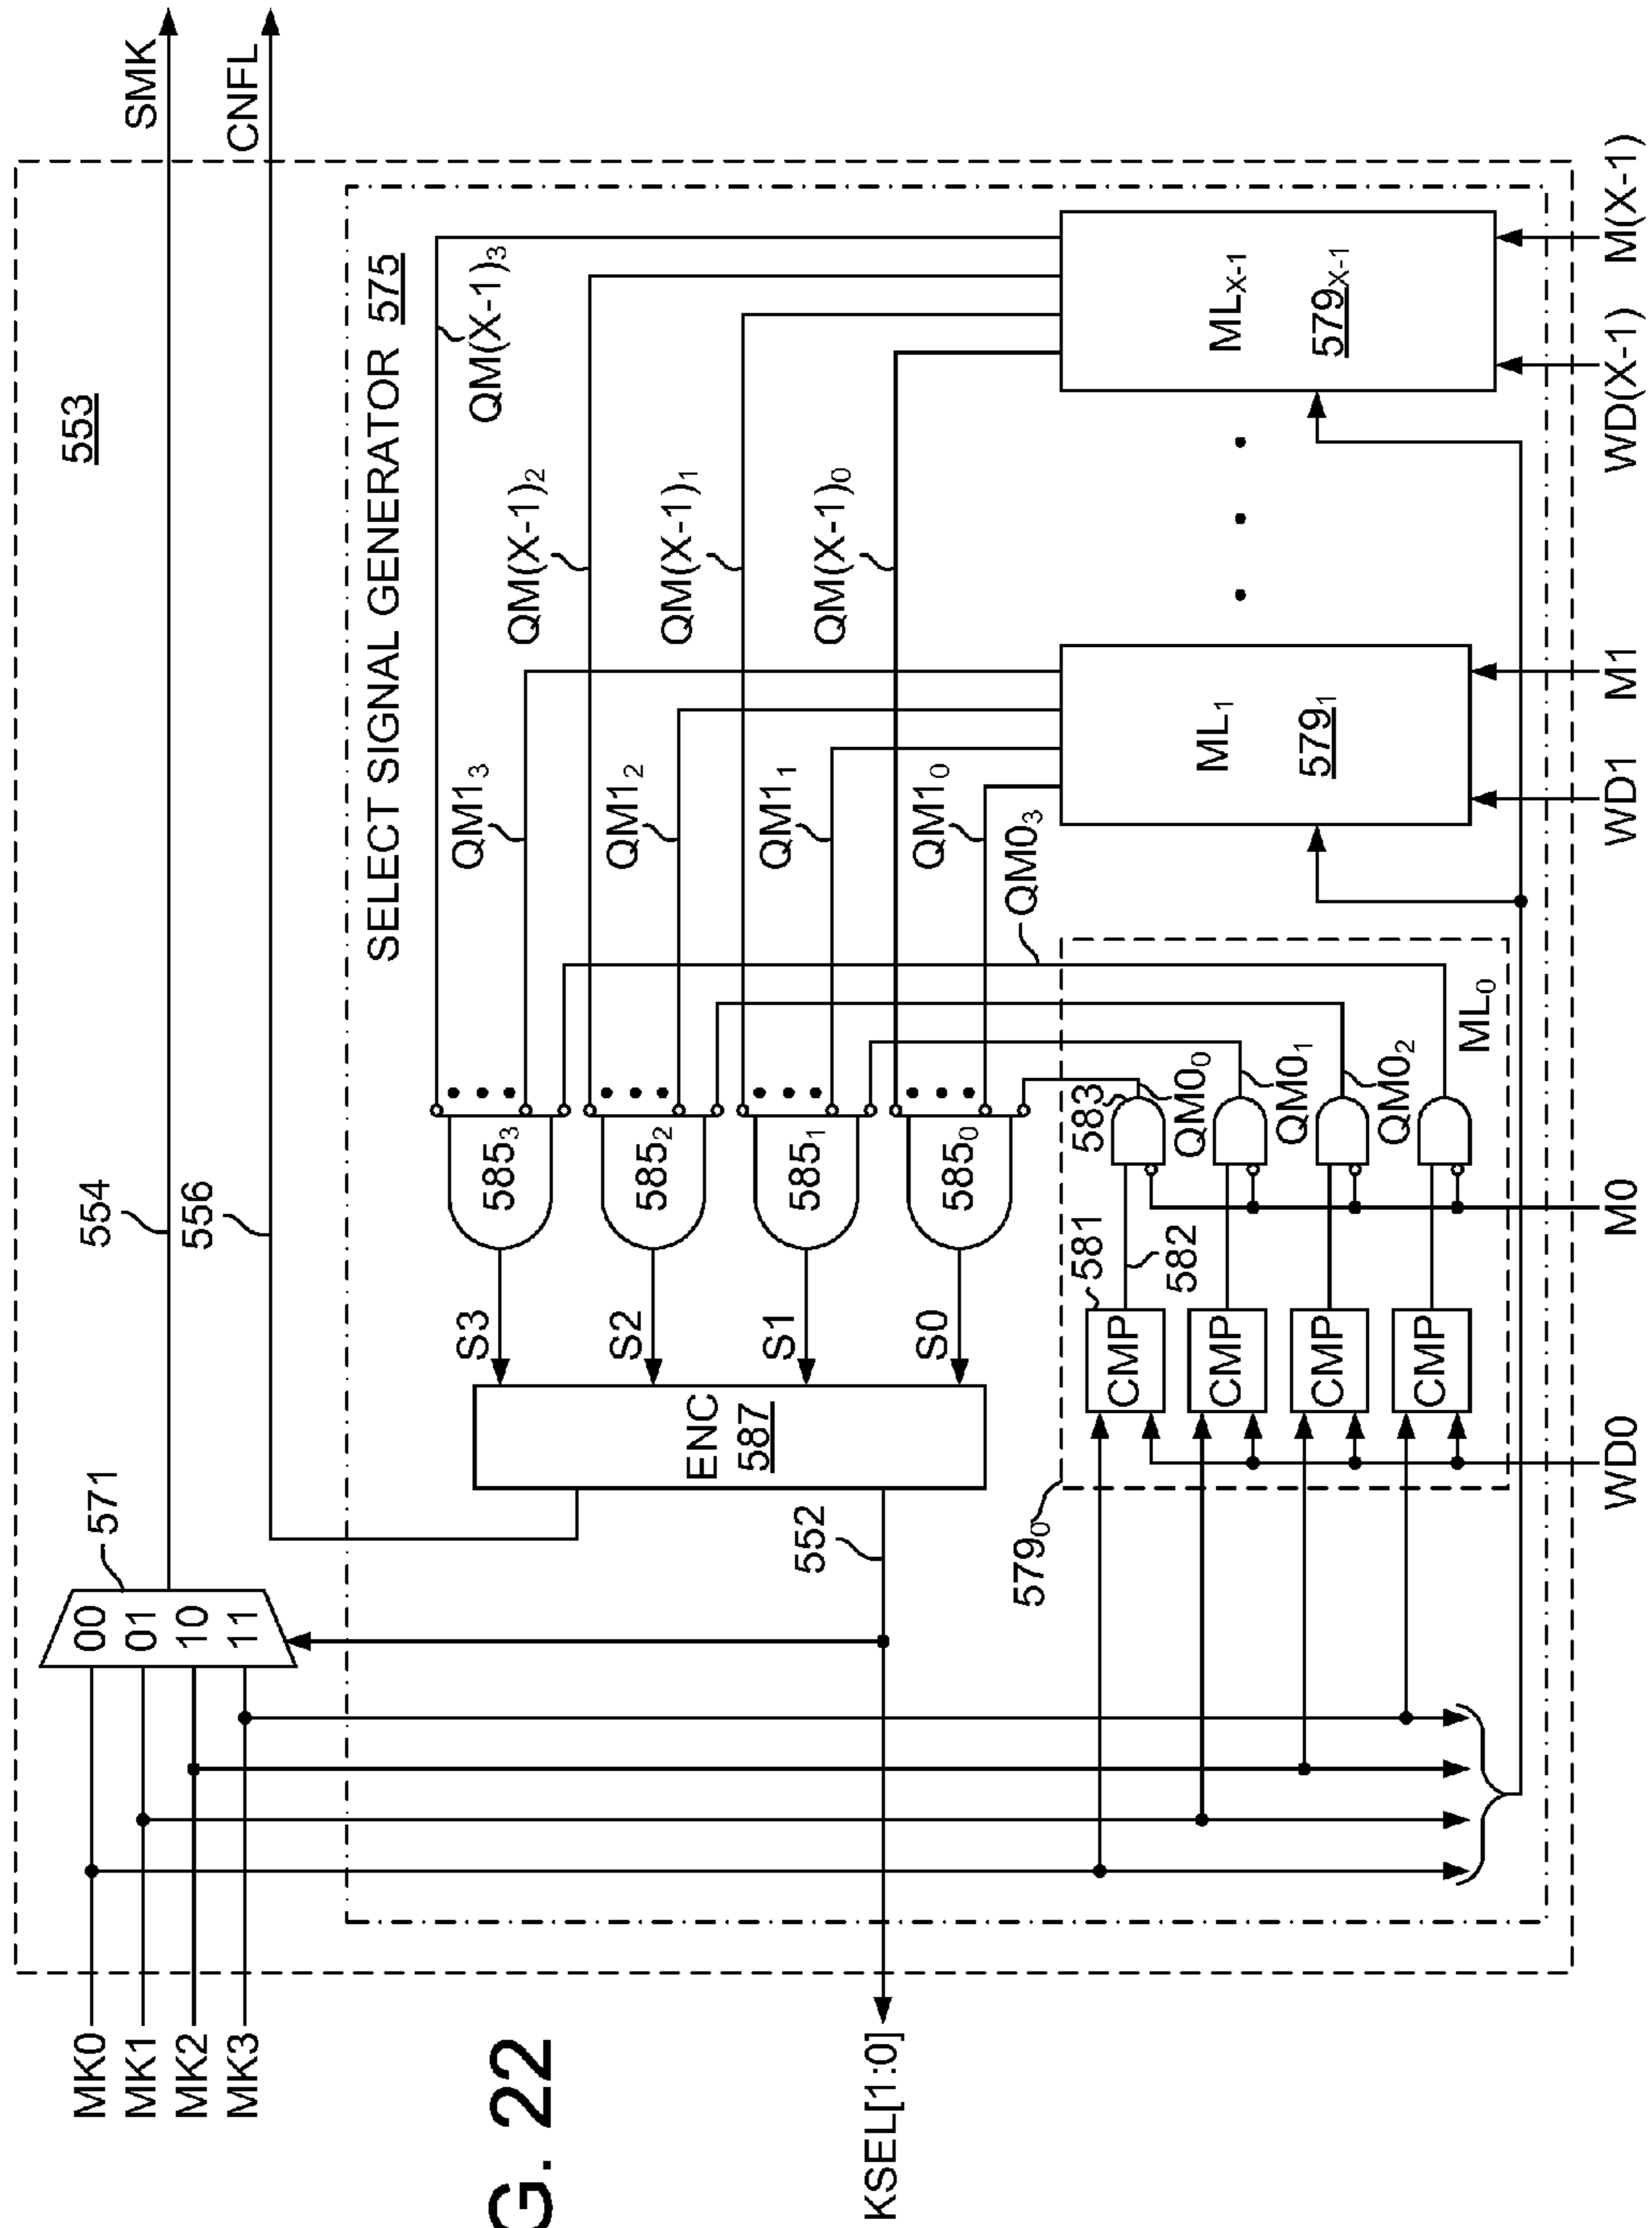 553
SMK
CNFL
SELECT SIGNAL GENERATOR 575
554
556
571
00
01
10
11
MK0
MK1
MK2
MK3
QM(X-1)3
QM(X-1)2
QM(X-1)1
QM(X-1)0
QM13
QM12
QM11
QM10
QM03
5853
5852
5851
5850
S3
S2
S1
S0
ENC
587
552
KSEL[1:0]
MLX-1
579X-1
ML1
5791
ML0
5790
583
QM00
QM01
QM02
581
582
CMP
CMP
CMP
CMP
WD0
M0
WD1
M1
WD(X-1)
M(X-1)
G. 22